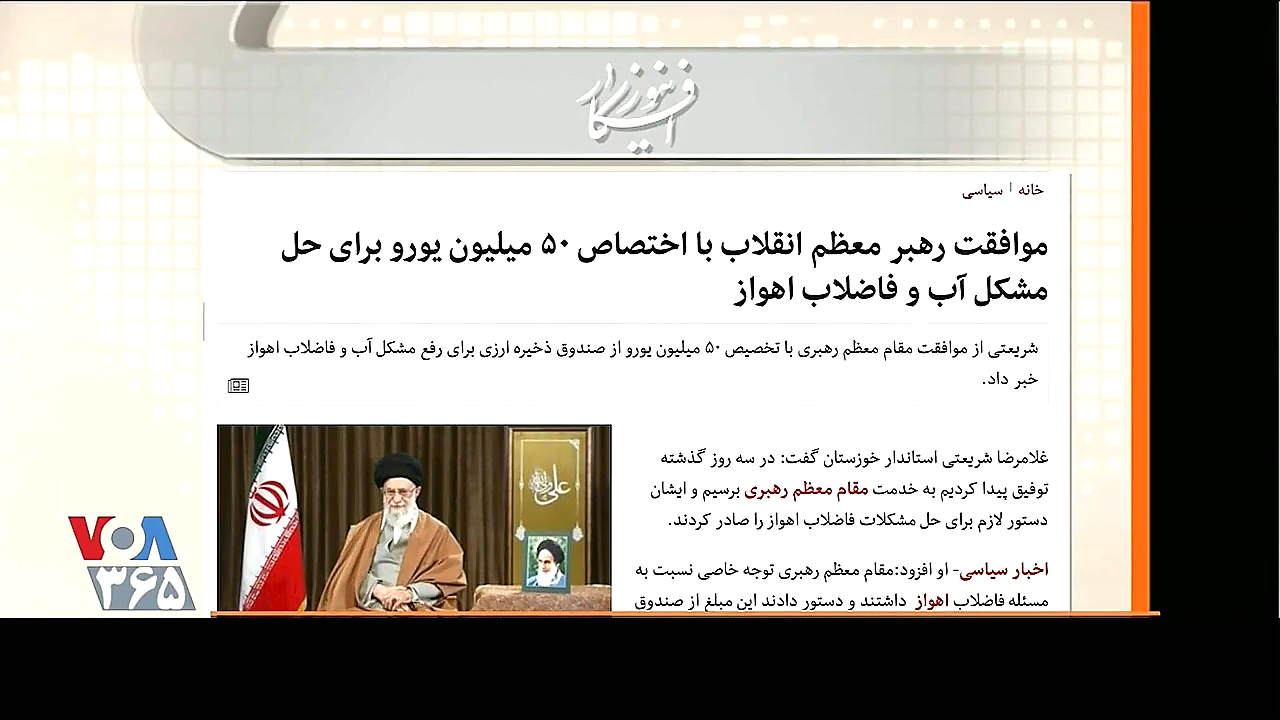 افکار
نیوز
خانه | سیاسی
موافقت رهبر معظم انقلاب با اختصاص ۵۰ میلیون یورو برای حل
مشکل آب و فاضلاب اهواز
شریعتی از موافقت مقام معظم رهبری با تخصیص ۵۰ میلیون یورو از صندوق ذخیره ارزی برای رفع مشکل آب و فاضلاب اهواز
خبر داد.
غلامرضا شریعتی استاندار خوزستان گفت: در سه روز گذشته
توفیق پیدا کردیم به خدمت مقام معظم رهبری برسیم و ایشان
دستور لازم برای حل مشکلات فاضلاب اهواز را صادر کردند.
اخبار سیاسی- او افزود:مقام معظم رهبری توجه خاصی نسبت به
مسئله فاضلاب اهواز داشتند و دستور دادند این مبلغ از صندوق
VOA
۳۶۵